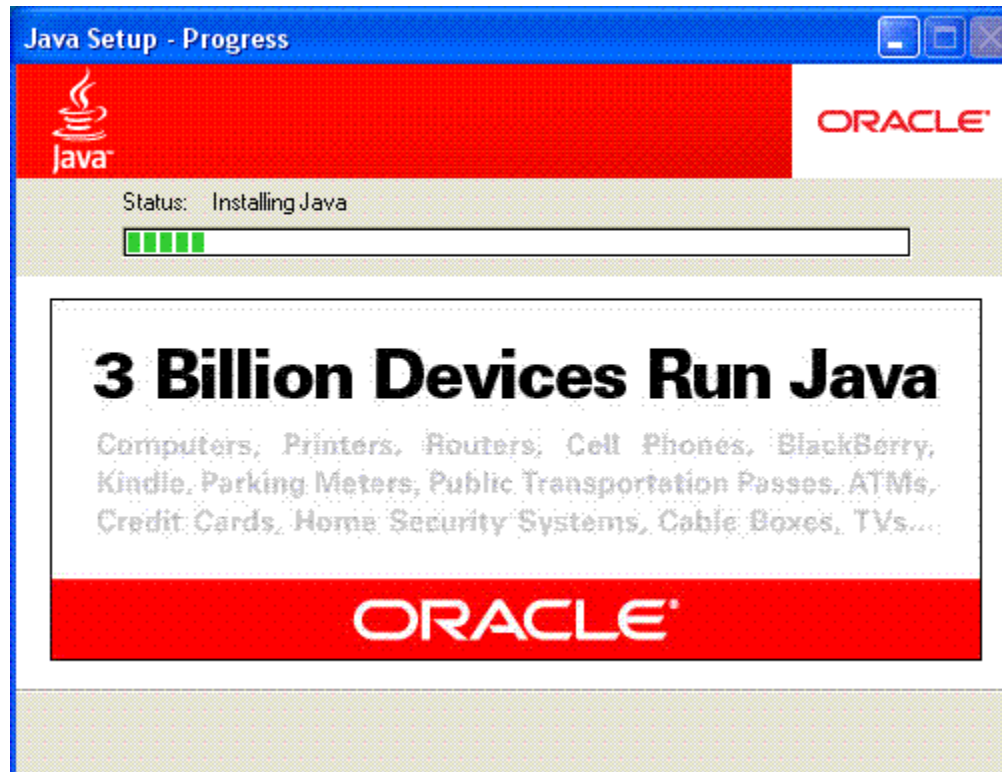 Java Setup - Progress
Java™
ORACLE®
Status: Installing Java
3 Billion Devices Run Java
Computers, Printers, Routers, Cell Phones, BlackBerry,
Kindle, Parking Meters, Public Transportation Passes, ATMs,
Credit Cards, Home Security Systems, Cable Boxes, TVs...
ORACLE®